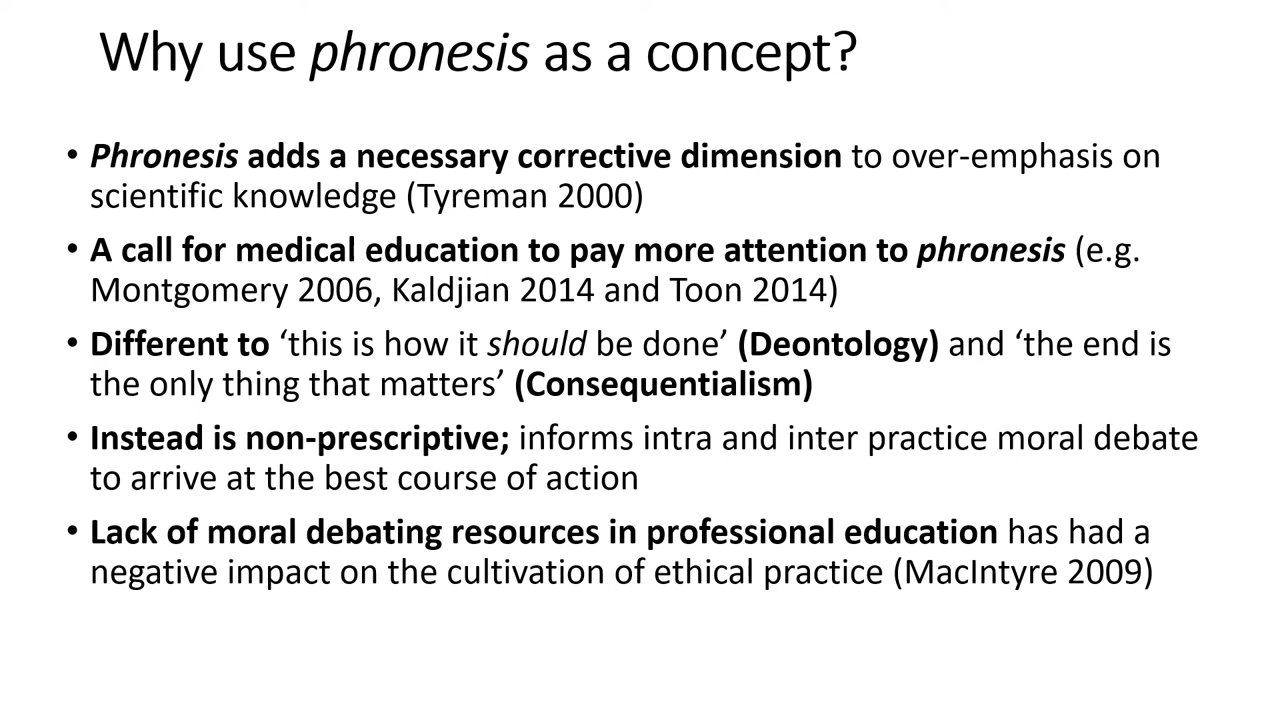 Why use phronesis as a concept?
• Phronesis adds a necessary corrective dimension to over-emphasis on
scientific knowledge (Tyreman 2000)
• A call for medical education to pay more attention to phronesis (e.g.
Montgomery 2006, Kaldjian 2014 and Toon 2014)
• Different to ‘this is how it should be done’ (Deontology) and ‘the end is
the only thing that matters’ (Consequentialism)
• Instead is non-prescriptive; informs intra and inter practice moral debate
to arrive at the best course of action
• Lack of moral debating resources in professional education has had a
negative impact on the cultivation of ethical practice (MacIntyre 2009)